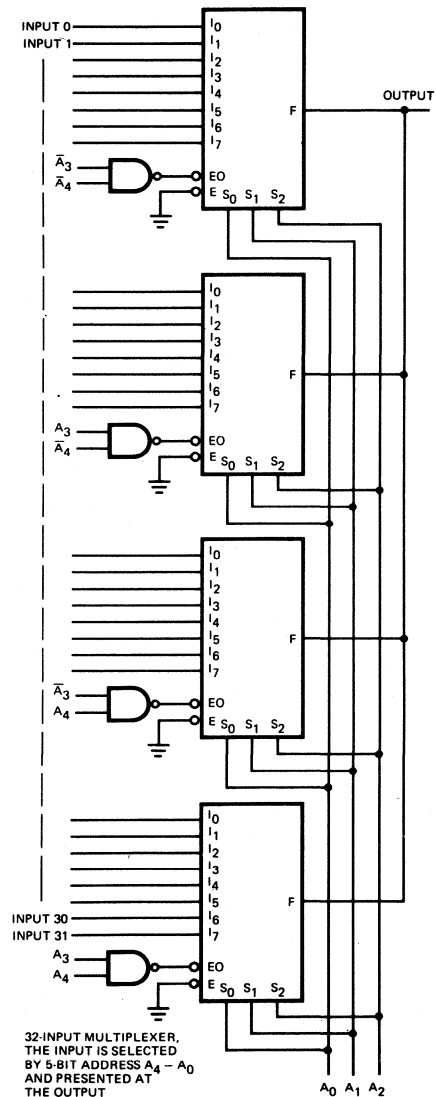 INPUT 0
INPUT 1
I0
I1
I2
I3
I4
I5
I6
I7
F
OUTPUT
A̅3
A̅4
EO
E
S0 S1 S2
I0
I1
I2
I3
I4
I5
I6
I7
F
A3
A̅4
EO
E
S0 S1 S2
I0
I1
I2
I3
I4
I5
I6
I7
F
A̅3
A4
EO
E
S0 S1 S2
I0
I1
I2
I3
I4
I5
INPUT 30
I6
INPUT 31
I7
F
A3
A4
EO
E
S0 S1 S2
32-INPUT MULTIPLEXER,
THE INPUT IS SELECTED
BY 5-BIT ADDRESS A4 – A0
AND PRESENTED AT
THE OUTPUT
A0 A1 A2